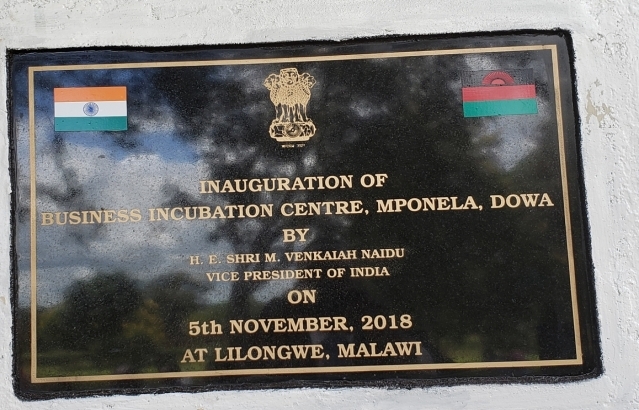 INAUGURATION OF
BUSINESS INCUBATION CENTRE, MPONELA, DOWA
BY
H. E. SHRI M. VENKAIAH NAIDU
VICE PRESIDENT OF INDIA
ON
5th NOVEMBER, 2018
AT LILONGWE, MALAWI